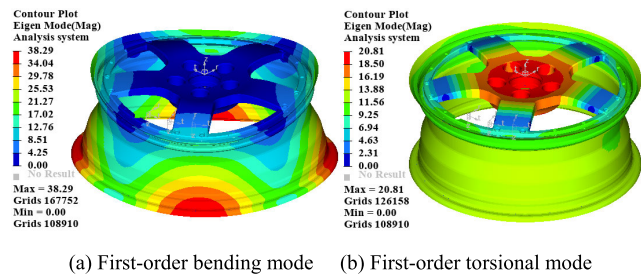 Contour Plot
Eigen Mode(Mag)
Analysis system
38.29
34.04
29.78
25.53
21.27
17.02
12.76
8.51
4.25
0.00
No Result
Max = 38.29
Grids 167752
Min = 0.00
Grids 108910
(a) First-order bending mode
Contour Plot
Eigen Mode(Mag)
Analysis system
20.81
18.50
16.19
13.88
11.56
9.25
6.94
4.63
2.31
0.00
No Result
Max = 20.81
Grids 126158
Min = 0.00
Grids 108910
(b) First-order torsional mode